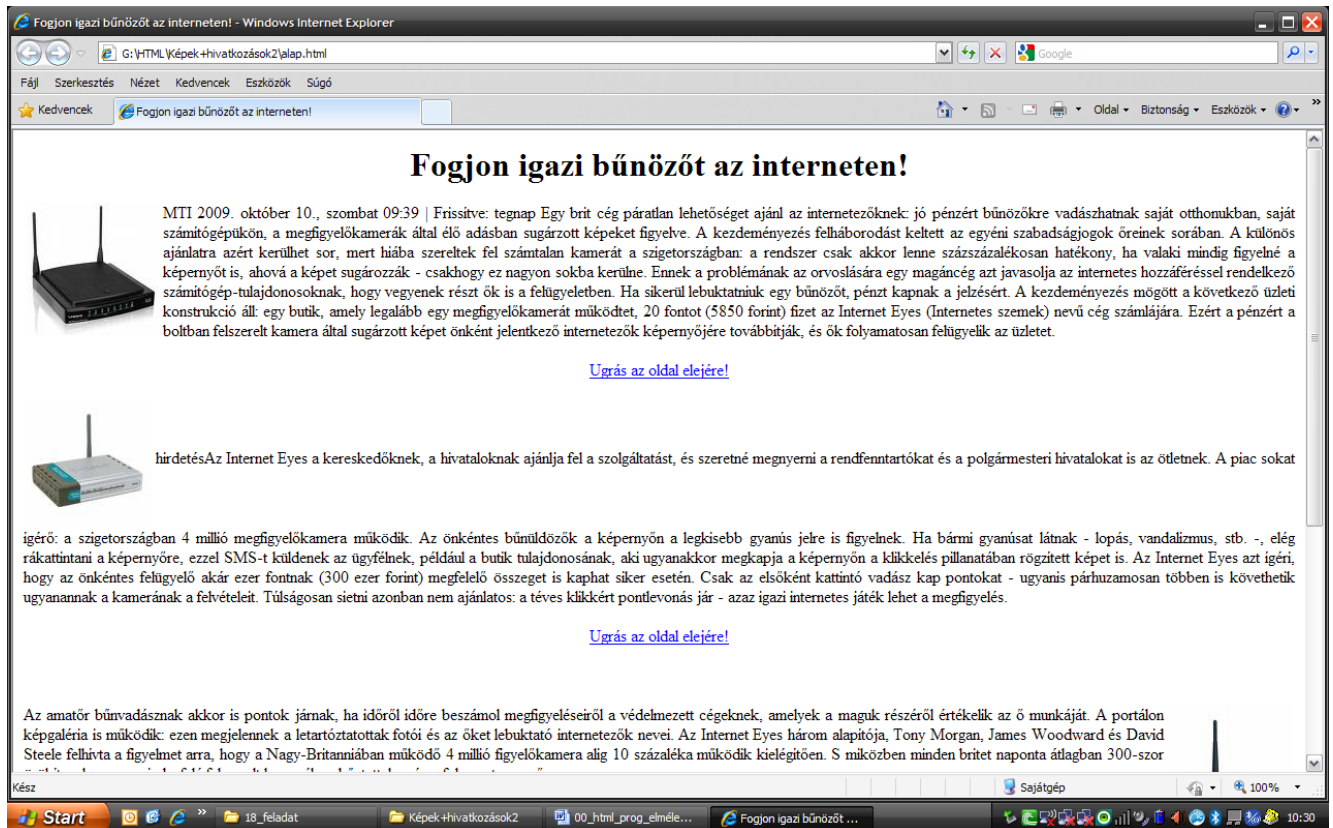 Fogjon igazi bűnözőt az interneten! - Windows Internet Explorer
G:\HTML\Képek+hivatkozások2\alap.html
Google
Fájl Szerkesztés Nézet Kedvencek Eszközök Súgó
Kedvencek Fogjon igazi bűnözőt az interneten! Oldal Biztonság Eszközök
Fogjon igazi bűnözőt az interneten!
MTI 2009. október 10., szombat 09:39 | Frissítve: tegnap Egy brit cég páratlan lehetőséget ajánl az internetezőknek: jó pénzért bűnözőkre vadászhatnak saját otthonukban, saját
számítógépükön, a megfigyelőkamerák által élő adásban sugárzott képeket figyelve. A kezdeményezés felháborodást keltett az egyéni szabadságjogok őreinek sorában. A különös
ajánlatra azért kerülhet sor, mert hiába szereltek fel számtalan kamerát a szigetországban: a rendszer csak akkor lenne százszázalékosan hatékony, ha valaki mindig figyelné a
képernyőt is, ahová a képet sugározzák - csakhogy ez nagyon sokba kerülne. Ennek a problémának az orvoslására egy magáncég azt javasolja az internetes hozzáféréssel rendelkező
számítógép-tulajdonosoknak, hogy vegyenek részt ők is a felügyeletben. Ha sikerül lebuktatniuk egy bűnözőt, pénzt kapnak a jelzésért. A kezdeményezés mögött a következő üzleti
konstrukció áll: egy butik, amely legalább egy megfigyelőkamerát működtet, 20 fontot (5850 forint) fizet az Internet Eyes (Internetes szemek) nevű cég számlájára. Ezért a pénzért a
boltban felszerelt kamera által sugárzott képet önként jelentkező internetezők képernyőjére továbbítják, és ők folyamatosan felügyelik az üzletet.
Ugrás az oldal elejére!
hirdetésAz Internet Eyes a kereskedőknek, a hivataloknak ajánlja fel a szolgáltatást, és szeretné megnyerni a rendfenntartókat és a polgármesteri hivatalokat is az ötletnek. A piac sokat
igérő: a szigetországban 4 millió megfigyelőkamera működik. Az önkéntes bűnüldözők a képernyőn a legkisebb gyanús jelre is figyelnek. Ha bármi gyanúsat látnak - lopás, vandalizmus, stb. -, elég
rákattintani a képernyőre, ezzel SMS-t küldenek az ügyfélnek, például a butik tulajdonosának, aki ugyanakkor megkapja a képernyőn a klikkelés pillanatában rögzített képet is. Az Internet Eyes azt igéri,
hogy az önkéntes felügyelő akár ezer fontnak (300 ezer forint) megfelelő összeget is kaphat siker esetén. Csak az elsőként kattintó vadász kap pontokat - ugyanis párhuzamosan többen is követhetik
ugyanannak a kamerának a felvételeit. Túlságosan sietni azonban nem ajánlatos: a téves klikkért pontlevonás jár - azaz igazi internetes játék lehet a megfigyelés.
Ugrás az oldal elejére!
Az amatőr bűnvadásznak akkor is pontok járnak, ha időről időre beszámol megfigyeléseiről a védelmezett cégeknek, amelyek a maguk részéről értékelik az ő munkáját. A portálon
képgaléria is működik: ezen megjelennek a letartóztatottak fotói és az őket lebuktató internetezők nevei. Az Internet Eyes három alapítója, Tony Morgan, James Woodward és David
Steele felhívta a figyelmet arra, hogy a Nagy-Britanniában működő 4 millió figyelőkamera alig 10 százaléka működik kielégítően. S miközben minden britet naponta átlagban 300-szor
Kész Sajátgép 100%
Start 18_feladat Képek+hivatkozások2 00_html_prog_elméle... Fogjon igazi bűnözőt ... 10:30